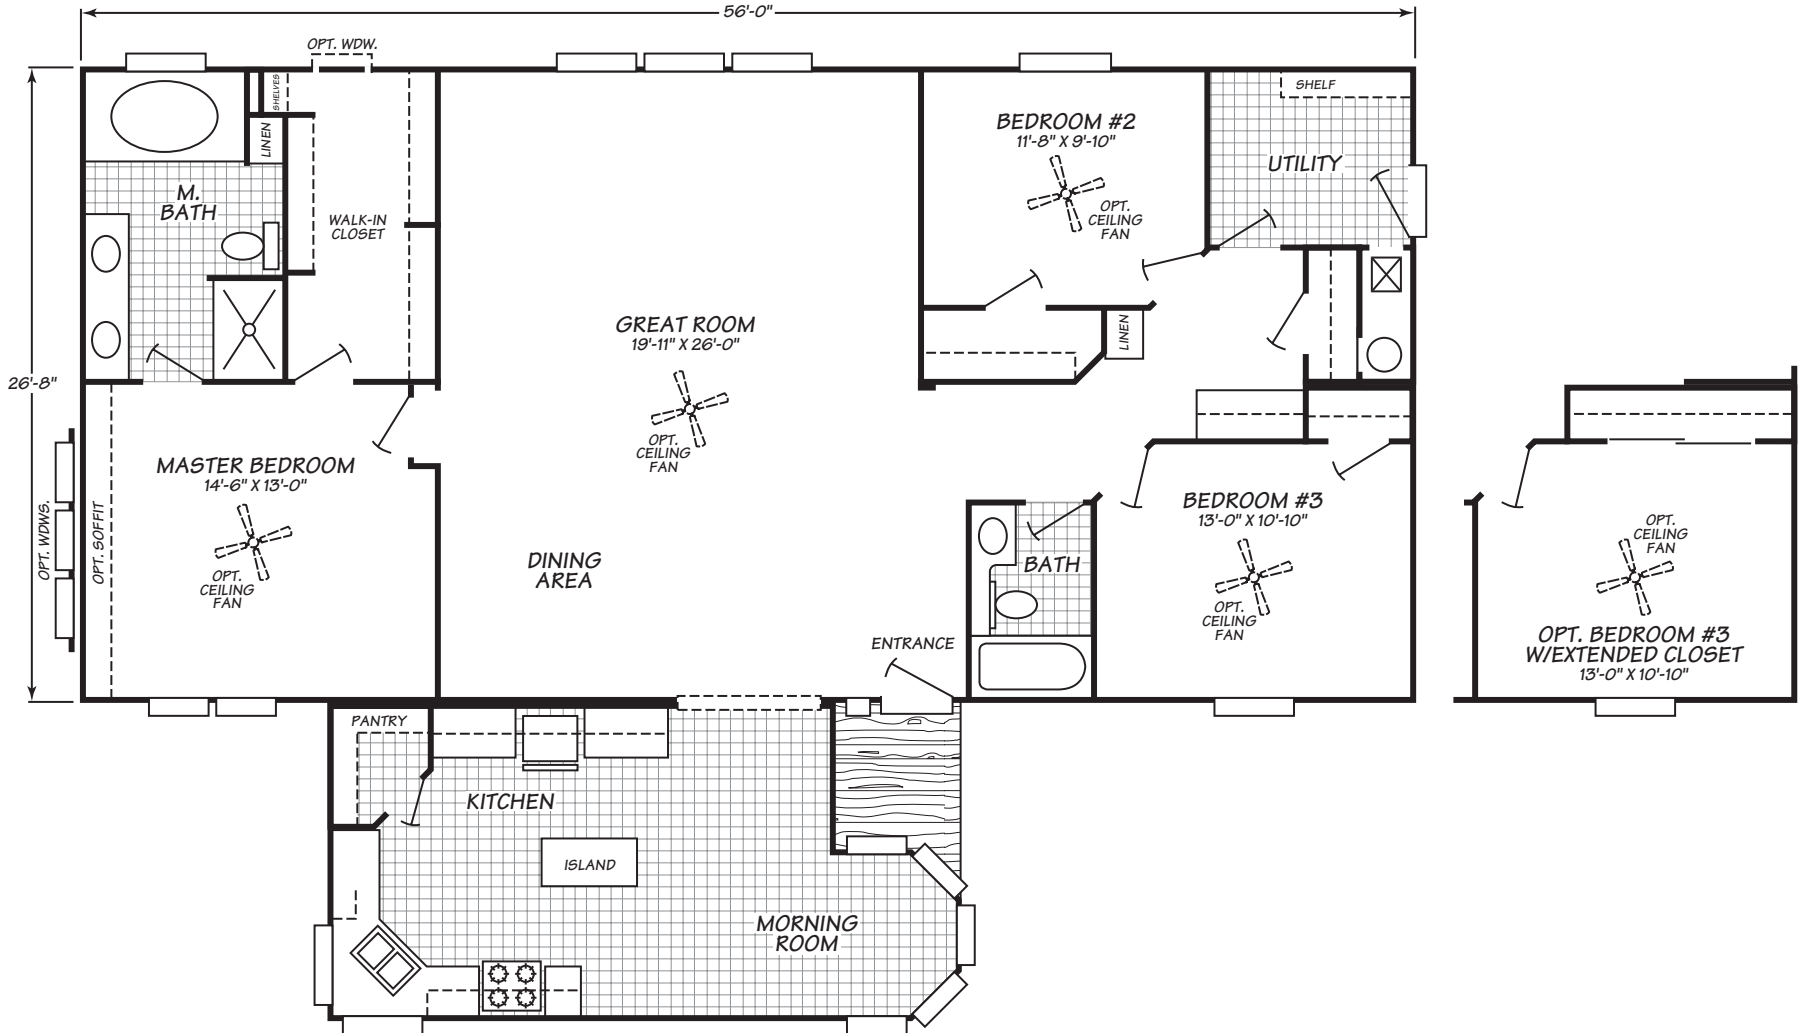 56'-0"
OPT. WDW.
SHELVES
LINEN
M.
BATH
WALK-IN
CLOSET
GREAT ROOM
19'-11" X 26'-0"
OPT.
CEILING
FAN
BEDROOM #2
11'-8" X 9'-10"
OPT.
CEILING
FAN
SHELF
UTILITY
LINEN
26'-8"
MASTER BEDROOM
14'-6" X 13'-0"
OPT.
CEILING
FAN
OPT. WDWS.
OPT. SOFFIT
DINING
AREA
ENTRANCE
BATH
BEDROOM #3
13'-0" X 10'-10"
OPT.
CEILING
FAN
OPT.
CEILING
FAN
OPT. BEDROOM #3
W/EXTENDED CLOSET
13'-0" X 10'-10"
PANTRY
KITCHEN
ISLAND
MORNING
ROOM